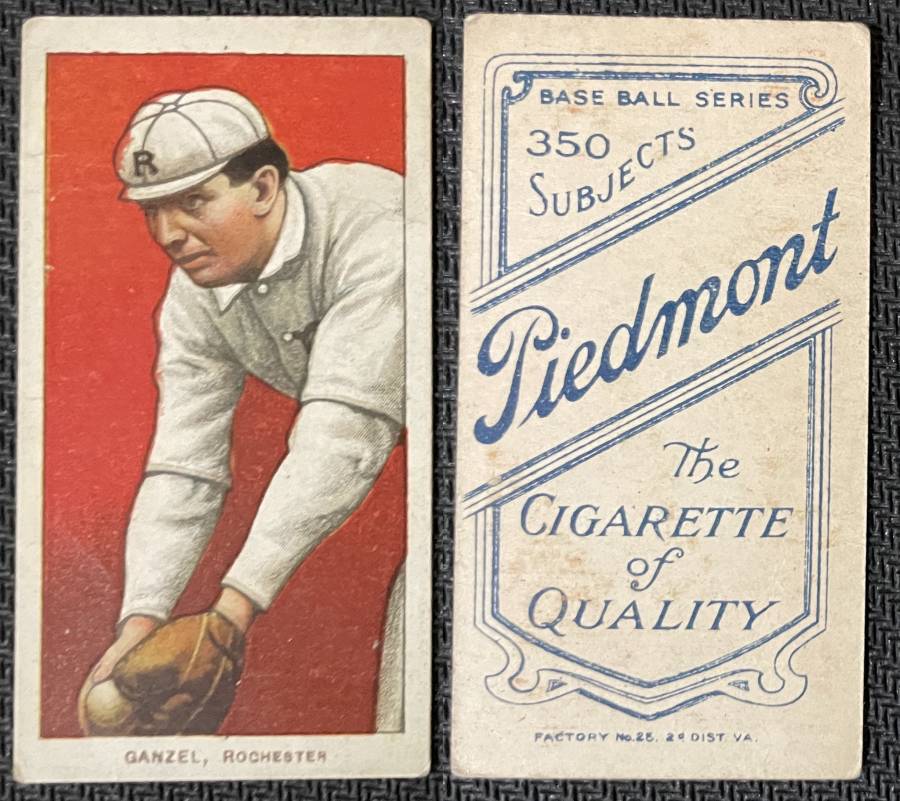 R
GANZEL, ROCHESTER
BASE BALL SERIES
350
SUBJECTS
Piedmont
The
CIGARETTE
of
QUALITY
FACTORY No. 25, 2d DIST. VA.